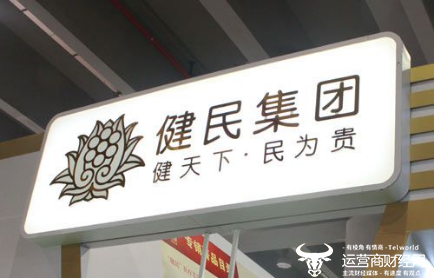 健民集团
健天下·民为贵
·有视角 有情商·Telworld
运营商财经网
主流财经媒体·有速度 有观点